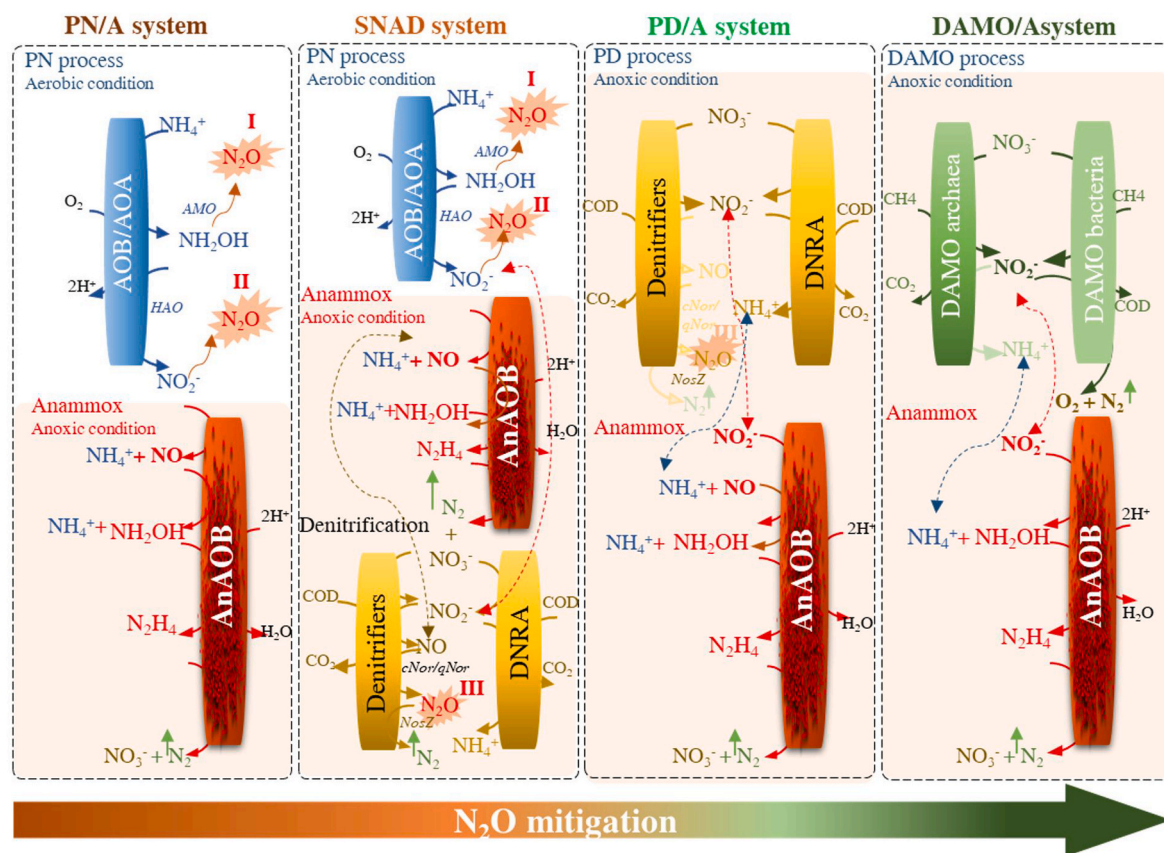 PN/A system
SNAD system
PD/A system
DAMO/Asystem
PN process
Aerobic condition
NH₄⁺
I
N₂O
O₂
AOB/AOA
AMO
NH₂OH
2H⁺
HAO
II
N₂O
NO₂⁻
Anammox
Anoxic condition
NH₄⁺ + NO
NH₄⁺ + NH₂OH
2H⁺
AnAOB
N₂H₄
H₂O
NO₃⁻ + N₂
PN process
Aerobic condition
I
NH₄⁺
N₂O
O₂
AOB/AOA
AMO
NH₂OH
2H⁺
HAO
II
N₂O
NO₂⁻
Anammox
Anoxic condition
NH₄⁺ + NO
2H⁺
NH₄⁺ + NH₂OH
AnAOB
H₂O
N₂H₄
N₂
Denitrification
+
NO₃⁻
COD
NO₂⁻
COD
Denitrifiers
DNRA
NO
CO₂
cNor/qNor
CO₂
III
N₂O
NosZ
NH₄⁺
N₂
PD process
Anoxic condition
NO₃⁻
Denitrifiers
DNRA
COD
NO₂⁻
COD
NO
CO₂
cNor/
qNor
NH₄⁺
CO₂
III
N₂O
NosZ
N₂
Anammox
NO₂⁻
NH₄⁺ + NO
NH₄⁺ + NH₂OH
2H⁺
AnAOB
N₂H₄
H₂O
NO₃⁻ + N₂
DAMO process
Anoxic condition
NO₃⁻
DAMO archaea
DAMO bacteria
CH4
CH4
NO₂⁻
CO₂
COD
NH₄⁺
O₂ + N₂
Anammox
NO₂⁻
NH₄⁺ + NH₂OH
2H⁺
AnAOB
H₂O
N₂H₄
NO₃⁻ + N₂
N₂O mitigation